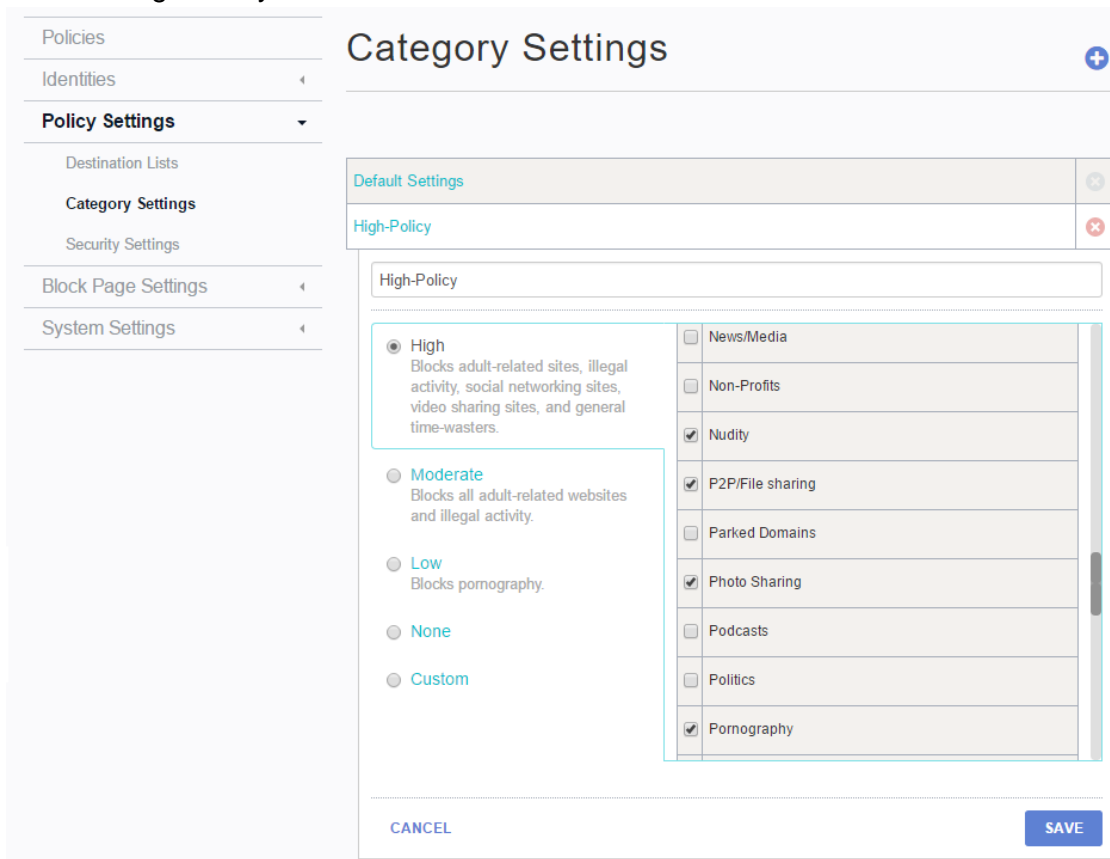 Policies
Identities
Policy Settings
Destination Lists
Category Settings
Security Settings
Block Page Settings
System Settings
Category Settings
Default Settings
High-Policy
High-Policy
High
Blocks adult-related sites, illegal
activity, social networking sites,
video sharing sites, and general
time-wasters.
Moderate
Blocks all adult-related websites
and illegal activity.
Low
Blocks pornography.
None
Custom
News/Media
Non-Profits
Nudity
P2P/File sharing
Parked Domains
Photo Sharing
Podcasts
Politics
Pornography
CANCEL
SAVE